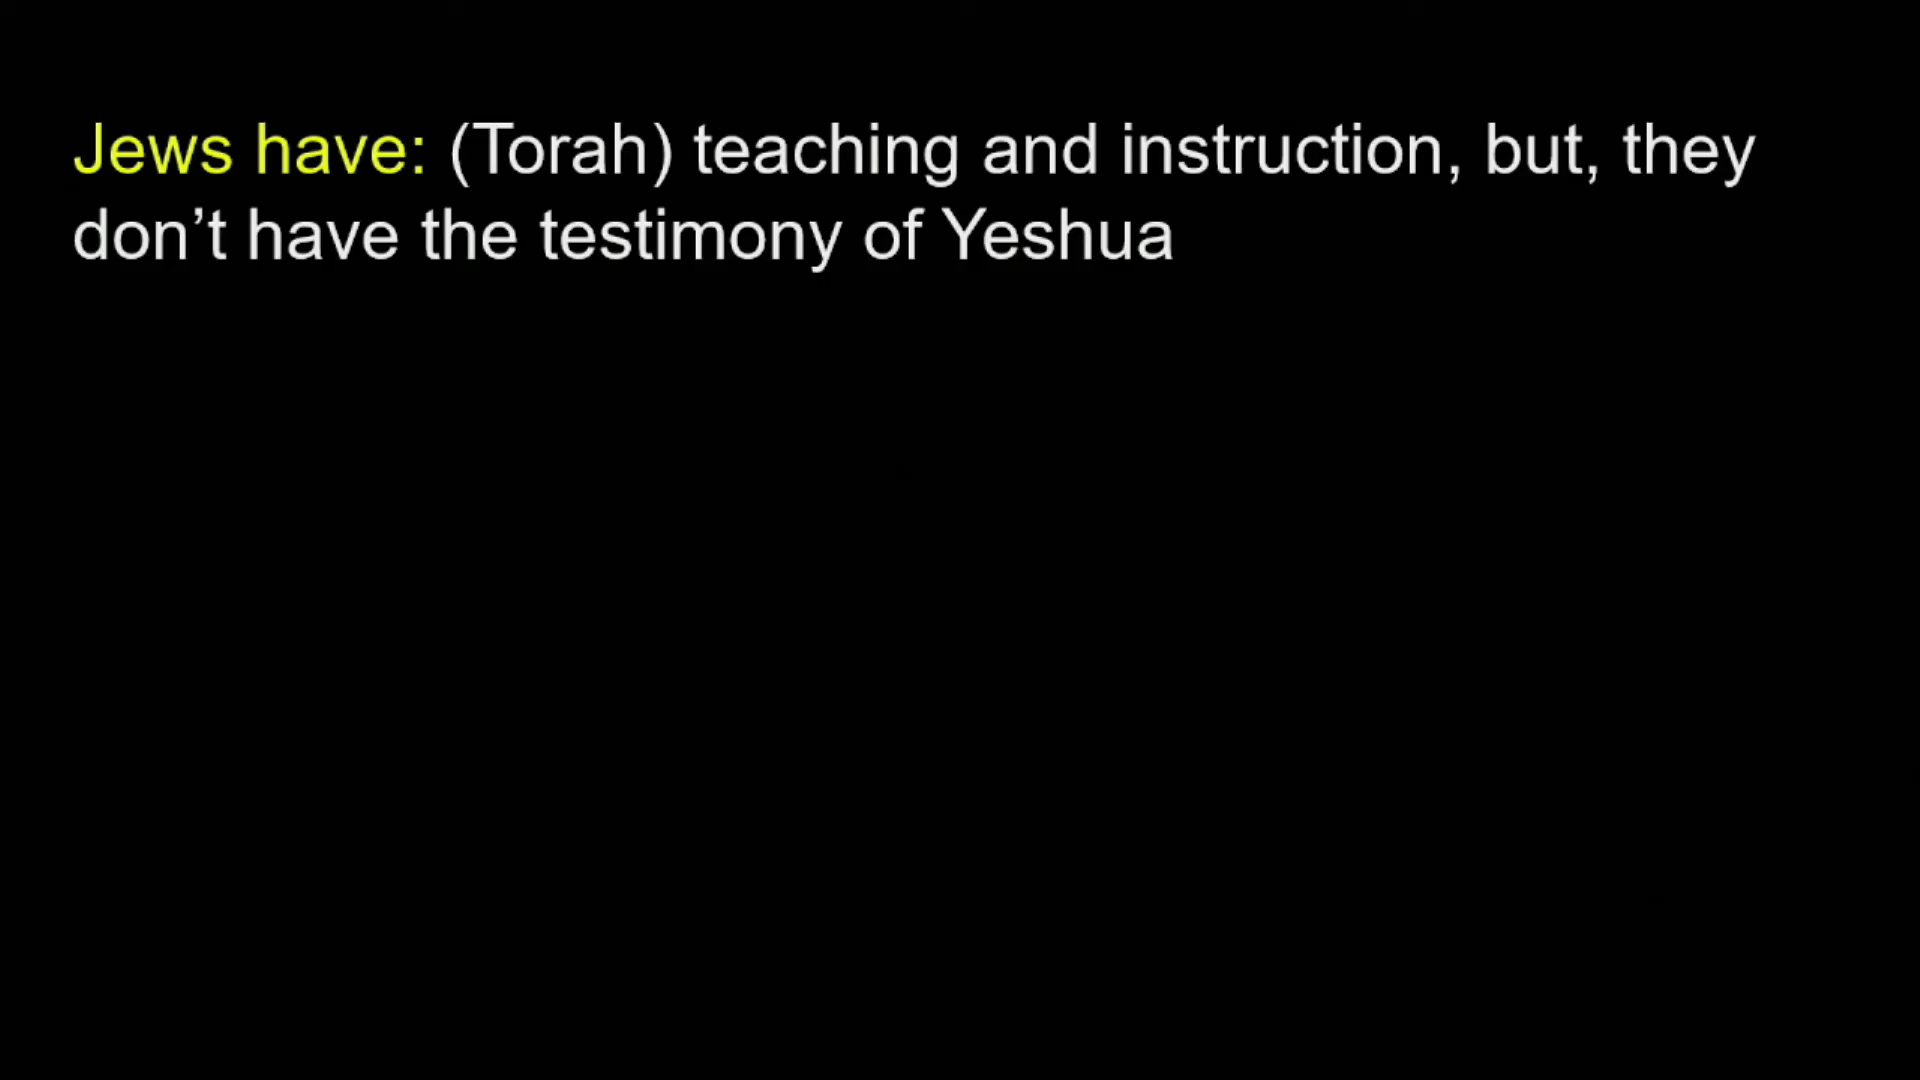 Jews have: (Torah) teaching and instruction, but, they
don’t have the testimony of Yeshua